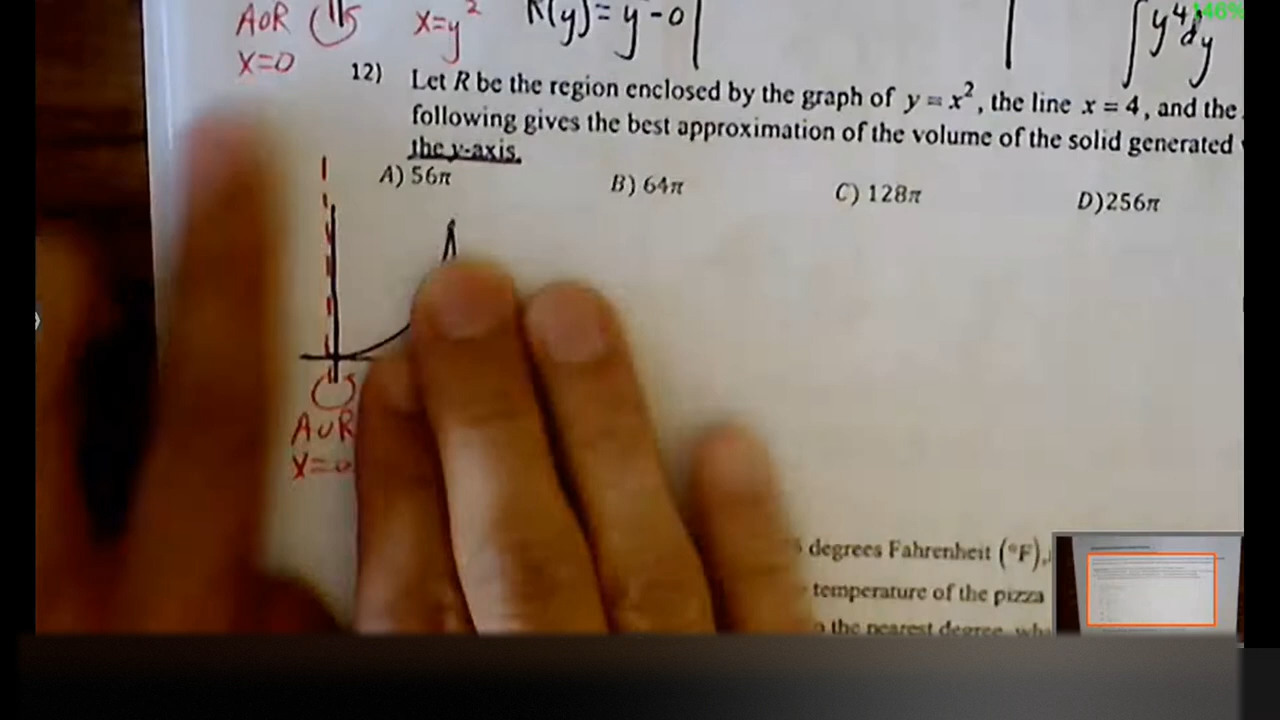 AOR
x=0
x=y²
R(y)=y²-0
∫y⁴dy
146%
12) Let R be the region enclosed by the graph of y = x², the line x = 4, and the
following gives the best approximation of the volume of the solid generated
the y-axis.
A) 56π B) 64π C) 128π D)256π
AOR
x=0
degrees Fahrenheit (°F),
temperature of the pizza
the nearest degree,